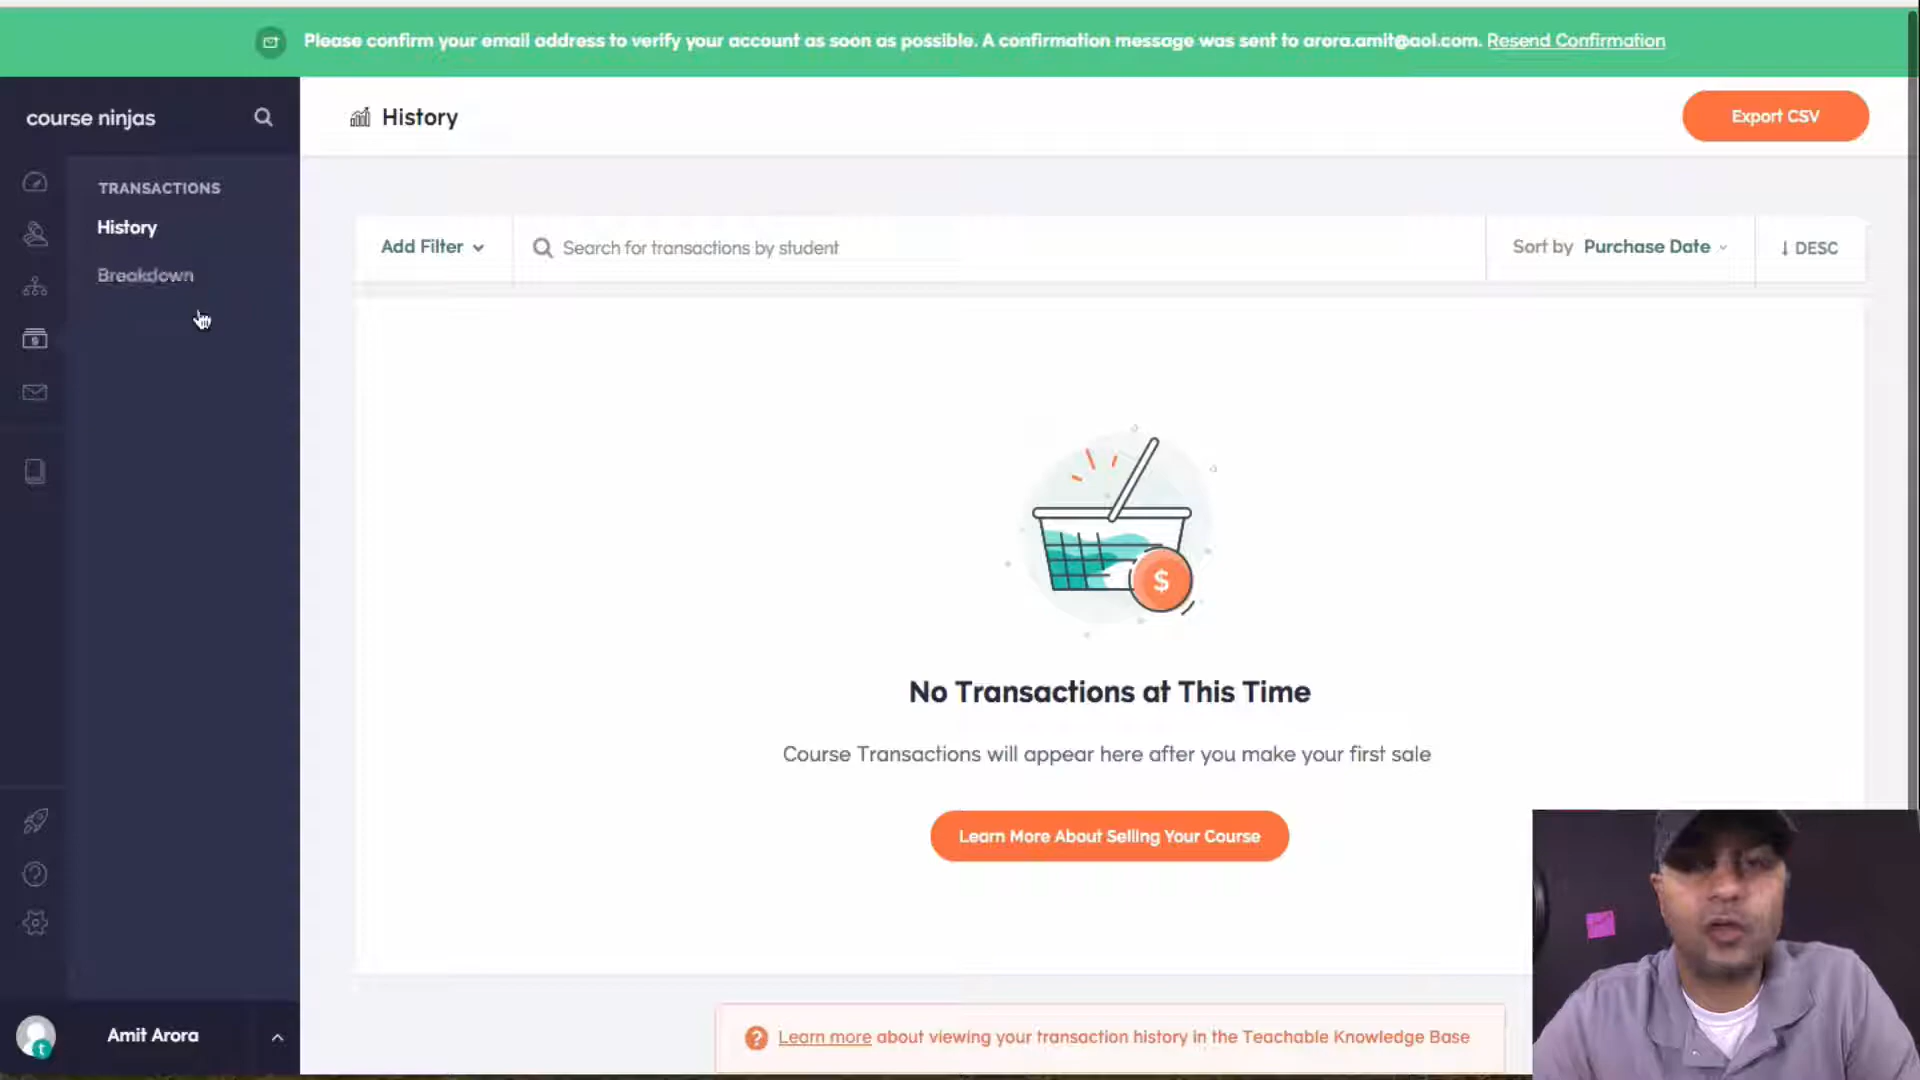 Please confirm your email address to verify your account as soon as possible. A confirmation message was sent to arora.amit@aol.com. Resend Confirmation
course ninjas
History
Export CSV
TRANSACTIONS
History
Breakdown
Add Filter
Search for transactions by student
Sort by Purchase Date
↓ DESC
$
No Transactions at This Time
Course Transactions will appear here after you make your first sale
Learn More About Selling Your Course
Amit Arora
t
? Learn more about viewing your transaction history in the Teachable Knowledge Base